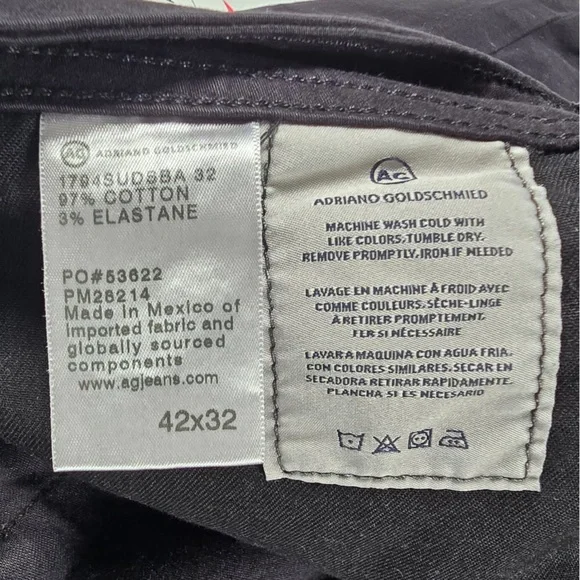 AG ADRIANO GOLDSCHMIED
1794SUDSBA 32
97% COTTON
3% ELASTANE
PO#53622
PM28214
Made in Mexico of
imported fabric and
globally sourced
components
www.agjeans.com
42x32
AG
ADRIANO GOLDSCHMIED
MACHINE WASH COLD WITH
LIKE COLORS.TUMBLE DRY.
REMOVE PROMPTLY.IRON IF NEEDED
LAVAGE EN MACHINE À FROID AVEC
COMME COULEURS. SÈCHE-LINGE
A RETIRER PROMPTEMENT.
FER SI NÉCESSAIRE
LAVAR A MAQUINA CON AGUA FRIA.
CON COLORES SIMILARES. SECAR EN
SECADORA RETIRAR RAPIDAMENTE.
PLANCHA SI ES NECESARIO